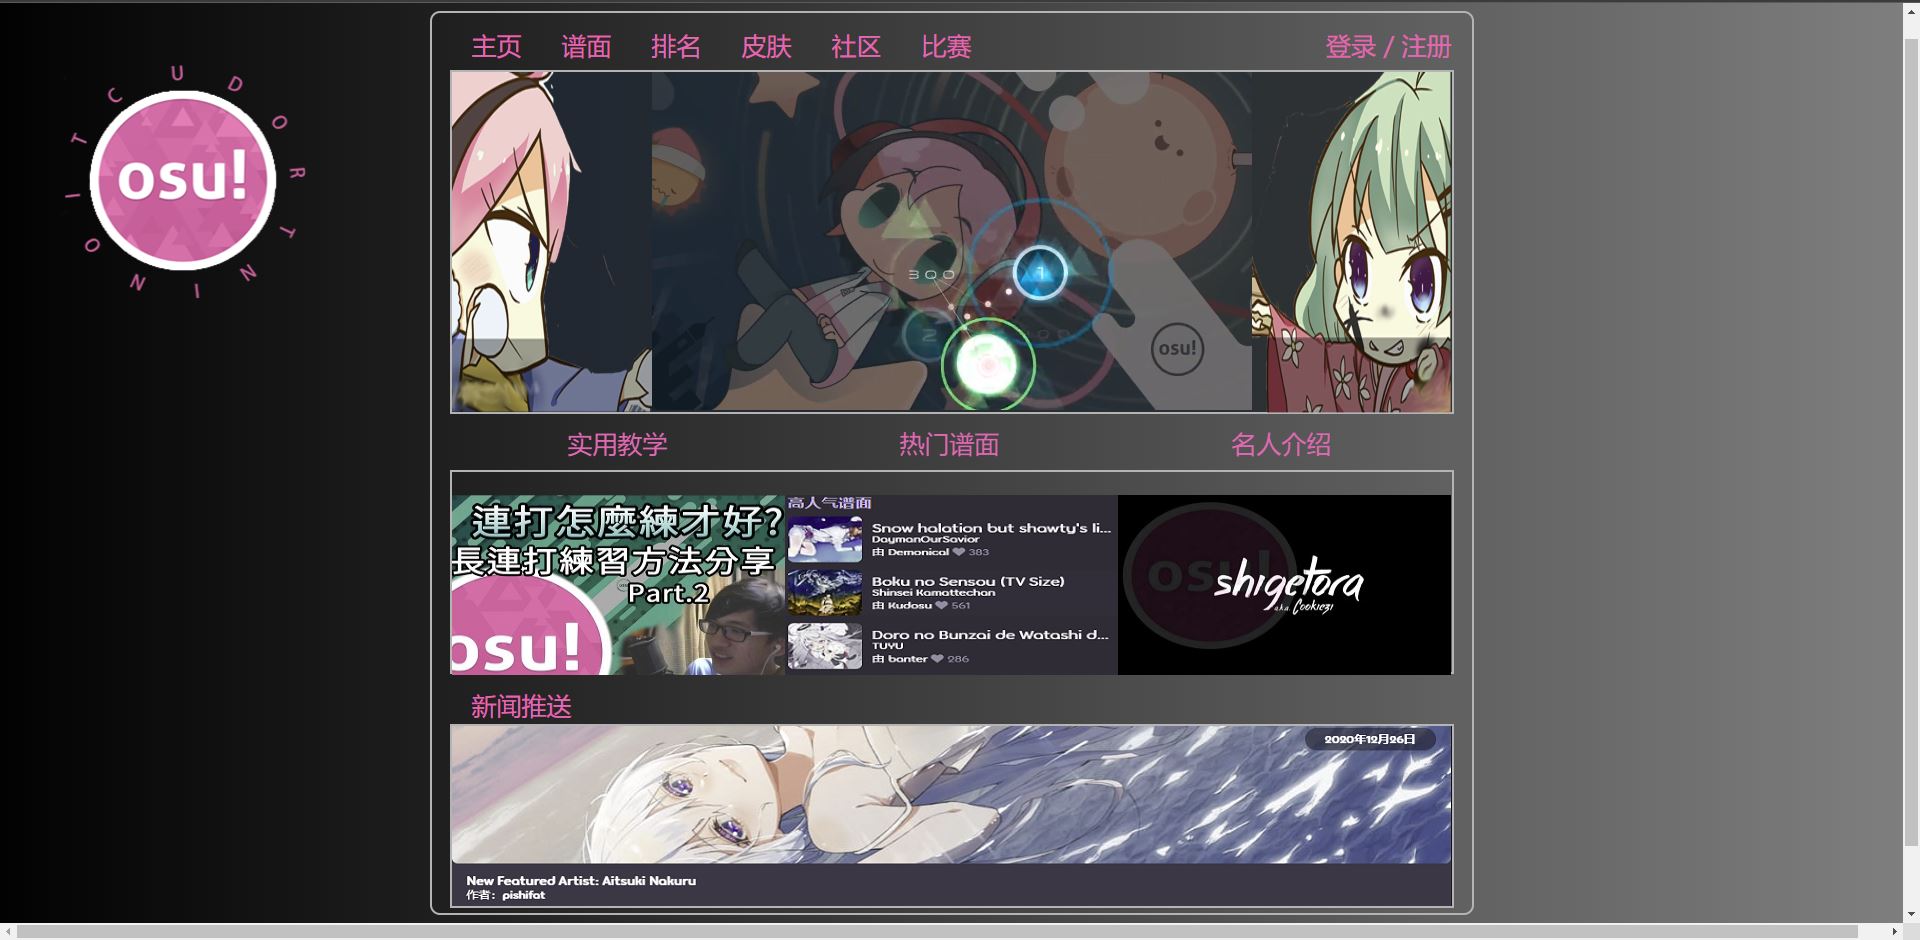 主页 谱面 排名 皮肤 社区 比赛 登录 / 注册
INTRODUCTION
osu!
300
1
2
osu!
实用教学 热门谱面 名人介绍
連打怎麼練才好?
長連打練習方法分享
Part.2
osu!
高人气谱面
Snow halation but shawty's li...
DaymanOurSavior
由 Demonical 383
Boku no Sensou (TV Size)
Shinsei Kamattechan
由 Kudosu 561
Doro no Bunzai de Watashi d...
TUYU
由 banter 286
osu!
shigetora
a.k.a. Cookiezi
新闻推送
2020年12月26日
New Featured Artist: Aitsuki Nakuru
作者：pishifat